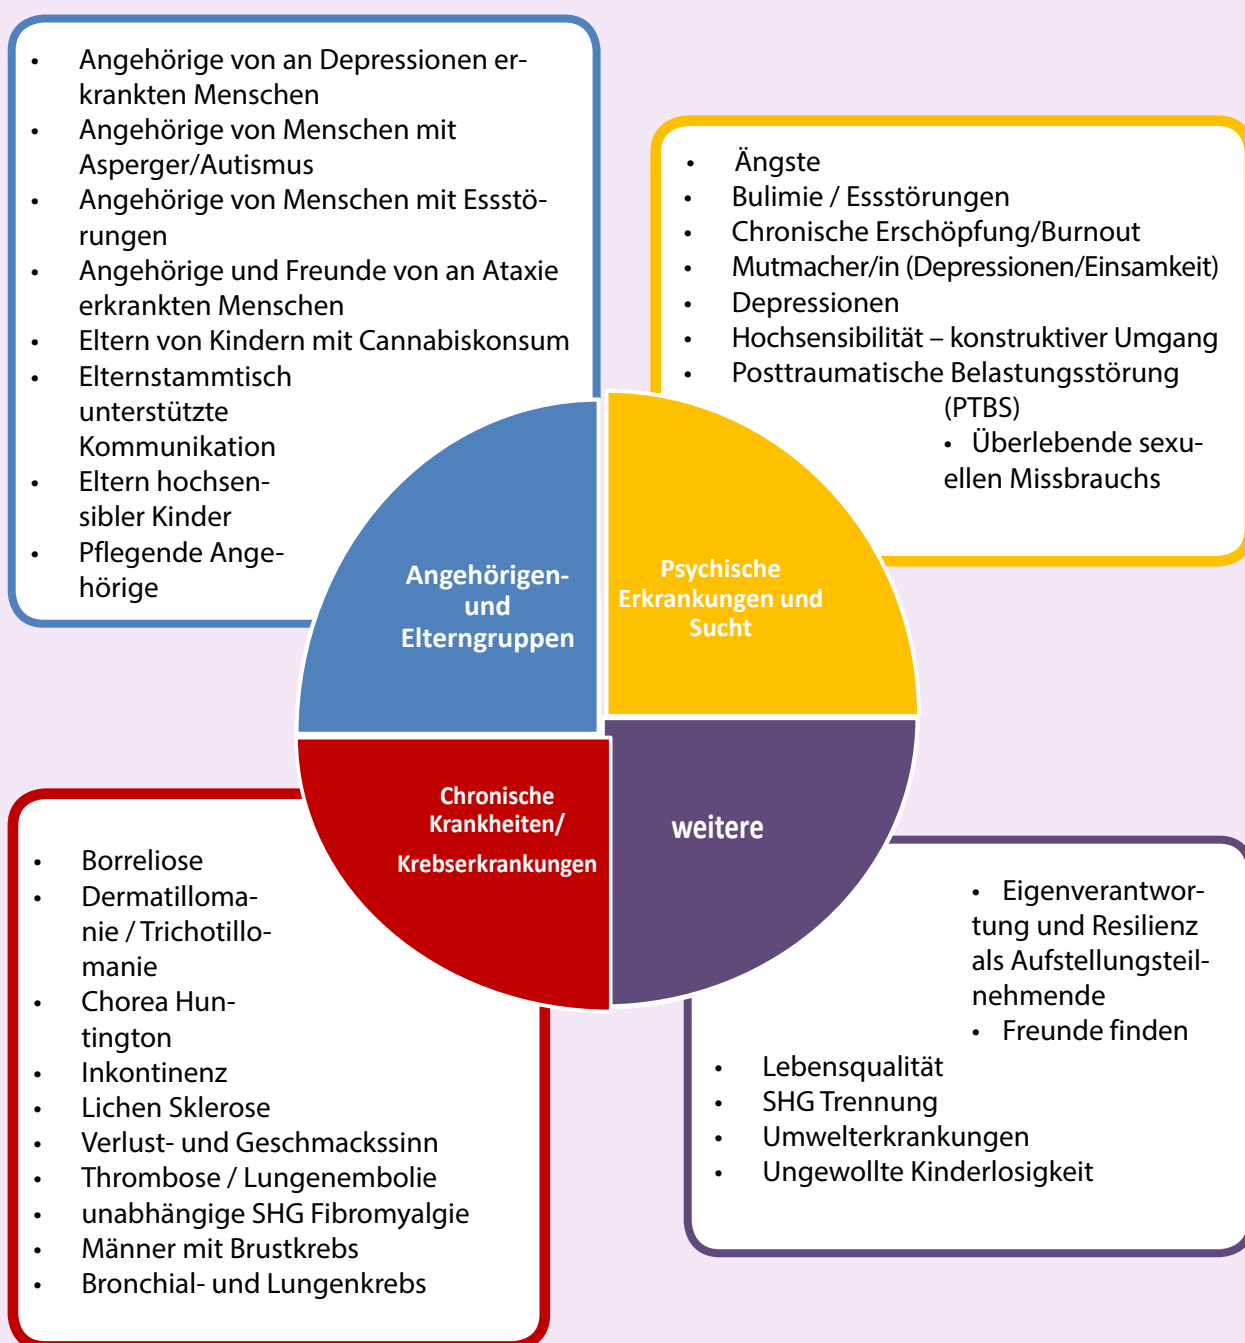 • Angehörige von an Depressionen er-
krankten Menschen
• Angehörige von Menschen mit
Asperger/Autismus
• Angehörige von Menschen mit Essstö-
rungen
• Angehörige und Freunde von an Ataxie
erkrankten Menschen
• Eltern von Kindern mit Cannabiskonsum
• Elternstammtisch
unterstützte
Kommunikation
• Eltern hochsen-
sibler Kinder
• Pflegende Ange-
hörige
• Ängste
• Bulimie / Essstörungen
• Chronische Erschöpfung/Burnout
• Mutmacher/in (Depressionen/Einsamkeit)
• Depressionen
• Hochsensibilität – konstruktiver Umgang
• Posttraumatische Belastungsstörung
(PTBS)
• Überlebende sexu-
ellen Missbrauchs
Angehörigen-
und
Elterngruppen
Psychische
Erkrankungen und
Sucht
Chronische
Krankheiten/
Krebserkrankungen
weitere
• Borreliose
• Dermatilloma-
nie / Trichotillo-
manie
• Chorea Hun-
tington
• Inkontinenz
• Lichen Sklerose
• Verlust- und Geschmackssinn
• Thrombose / Lungenembolie
• unabhängige SHG Fibromyalgie
• Männer mit Brustkrebs
• Bronchial- und Lungenkrebs
• Eigenverantwor-
tung und Resilienz
als Aufstellungsteil-
nehmende
• Freunde finden
• Lebensqualität
• SHG Trennung
• Umwelterkrankungen
• Ungewollte Kinderlosigkeit